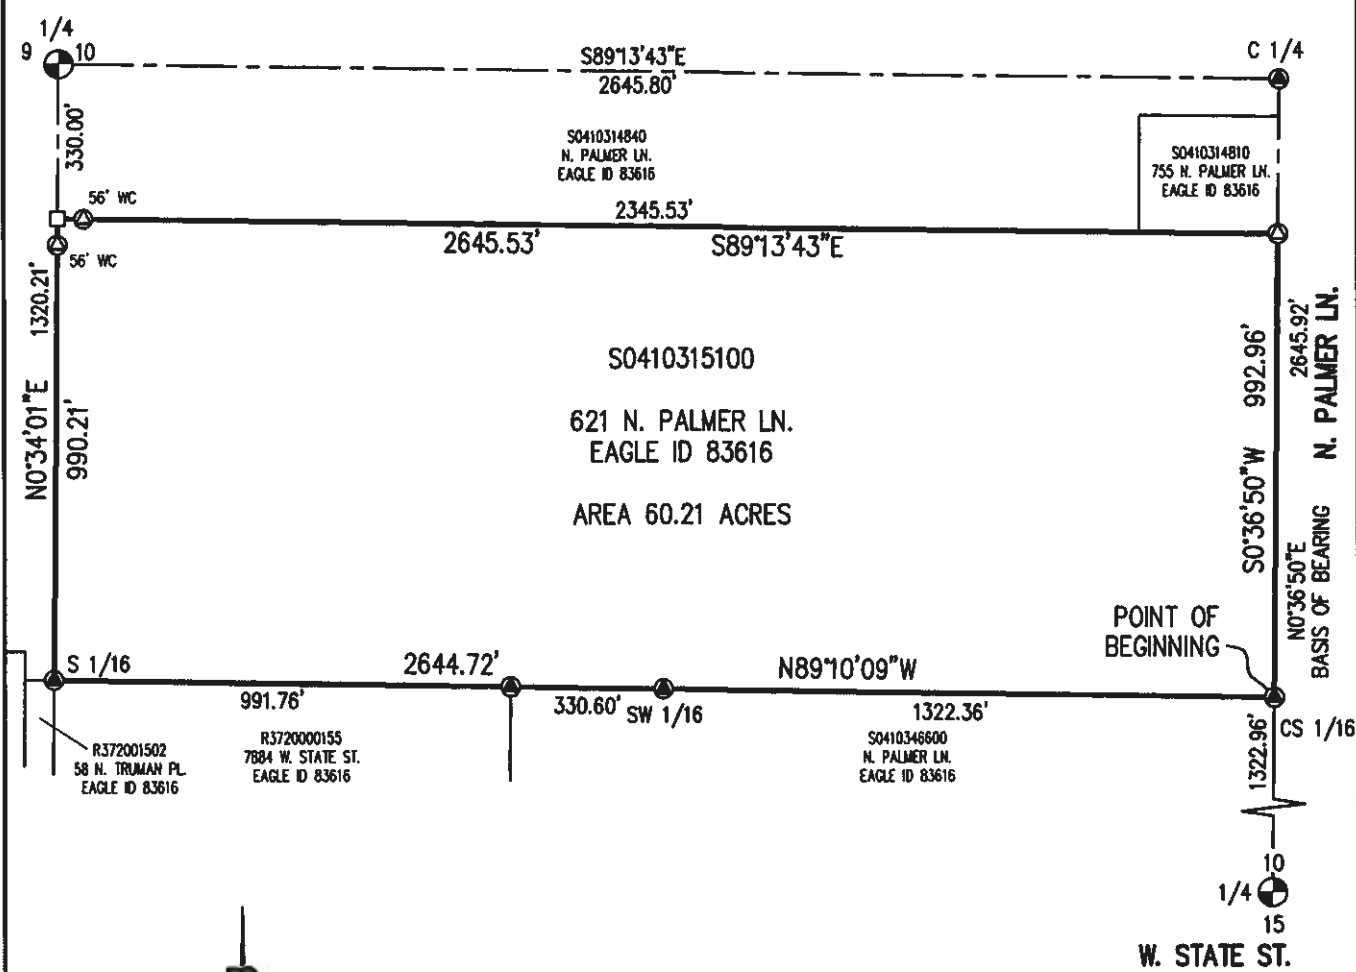 1/4
9 10
S89°13'43"E
2645.80'
C 1/4
330.00'
S0410314840
N. PALMER LN.
EAGLE ID 83616
S0410314810
755 N. PALMER LN.
EAGLE ID 83616
56' WC
2345.53'
2645.53'
S89°13'43"E
56' WC
1320.21'
N0°34'01"E
990.21'
S0410315100
621 N. PALMER LN.
EAGLE ID 83616
AREA 60.21 ACRES
992.96'
S0°36'50"W
2645.92'
N0°36'50"E
BASIS OF BEARING
N. PALMER LN.
POINT OF
BEGINNING
S 1/16
2644.72'
N89°10'09"W
991.76'
330.60'
SW 1/16
1322.36'
CS 1/16
1322.96'
R372001502
58 N. TRUMAN PL.
EAGLE ID 83616
R3720000155
7884 W. STATE ST.
EAGLE ID 83616
S0410346600
N. PALMER LN.
EAGLE ID 83616
10
1/4
15
W. STATE ST.